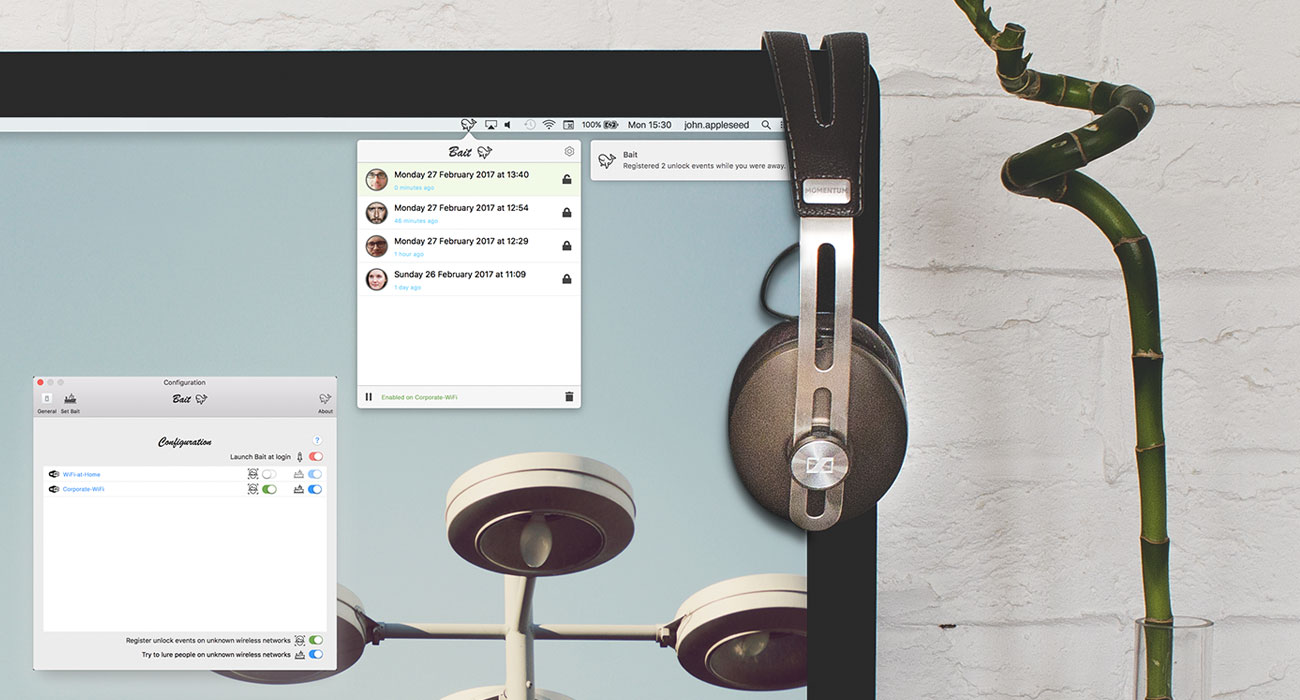 100%
Mon 15:30
john.appleseed
Bait
Monday 27 February 2017 at 13:40
0 minutes ago
Monday 27 February 2017 at 12:54
46 minutes ago
Monday 27 February 2017 at 12:29
1 hour ago
Sunday 26 February 2017 at 11:09
1 day ago
Enabled on Corporate-WiFi
Bait
Registered 2 unlock events while you were away.
MOMENTUM
Configuration
Bait
General
Set Bait
About
Configuration
?
Launch Bait at login
WiFi-at-Home
Corporate-WiFi
Register unlock events on unknown wireless networks
Try to lure people on unknown wireless networks